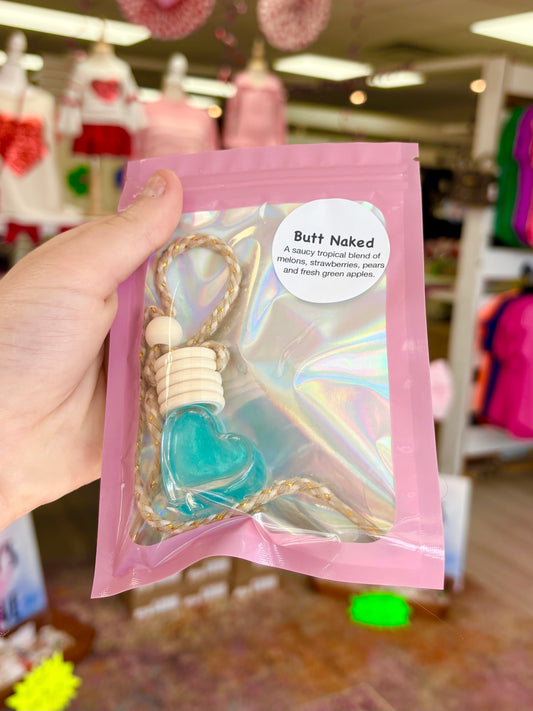 Butt Naked
A saucy tropical blend of
melons, strawberries, pears
and fresh green apples.